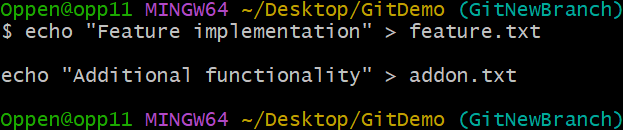 Oppen@opp11 MINGW64 ~/Desktop/GitDemo (GitNewBranch)
$ echo "Feature implementation" > feature.txt
echo "Additional functionality" > addon.txt
Oppen@opp11 MINGW64 ~/Desktop/GitDemo (GitNewBranch)